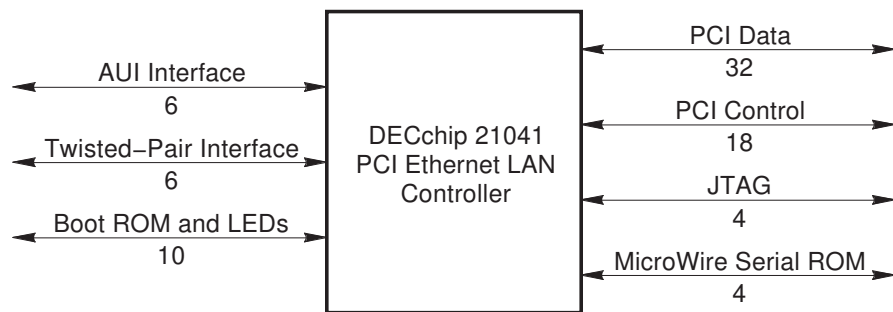 AUI Interface
6
Twisted−Pair Interface
6
Boot ROM and LEDs
10
DECchip 21041
PCI Ethernet LAN
Controller
PCI Data
32
PCI Control
18
JTAG
4
MicroWire Serial ROM
4